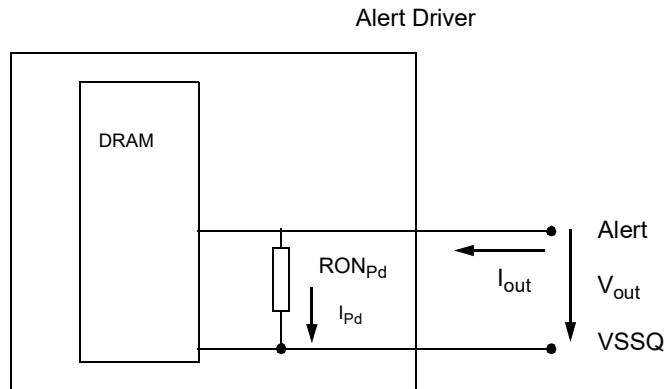 Alert Driver
DRAM
Alert
RONPd
Iout
Vout
IPd
VSSQ